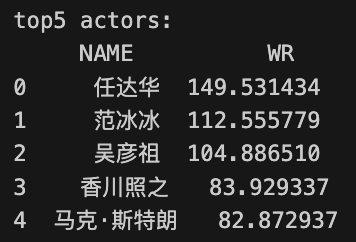 top5 actors:
NAME WR
0 任达华 149.531434
1 范冰冰 112.555779
2 吴彦祖 104.886510
3 香川照之 83.929337
4 马克·斯特朗 82.872937